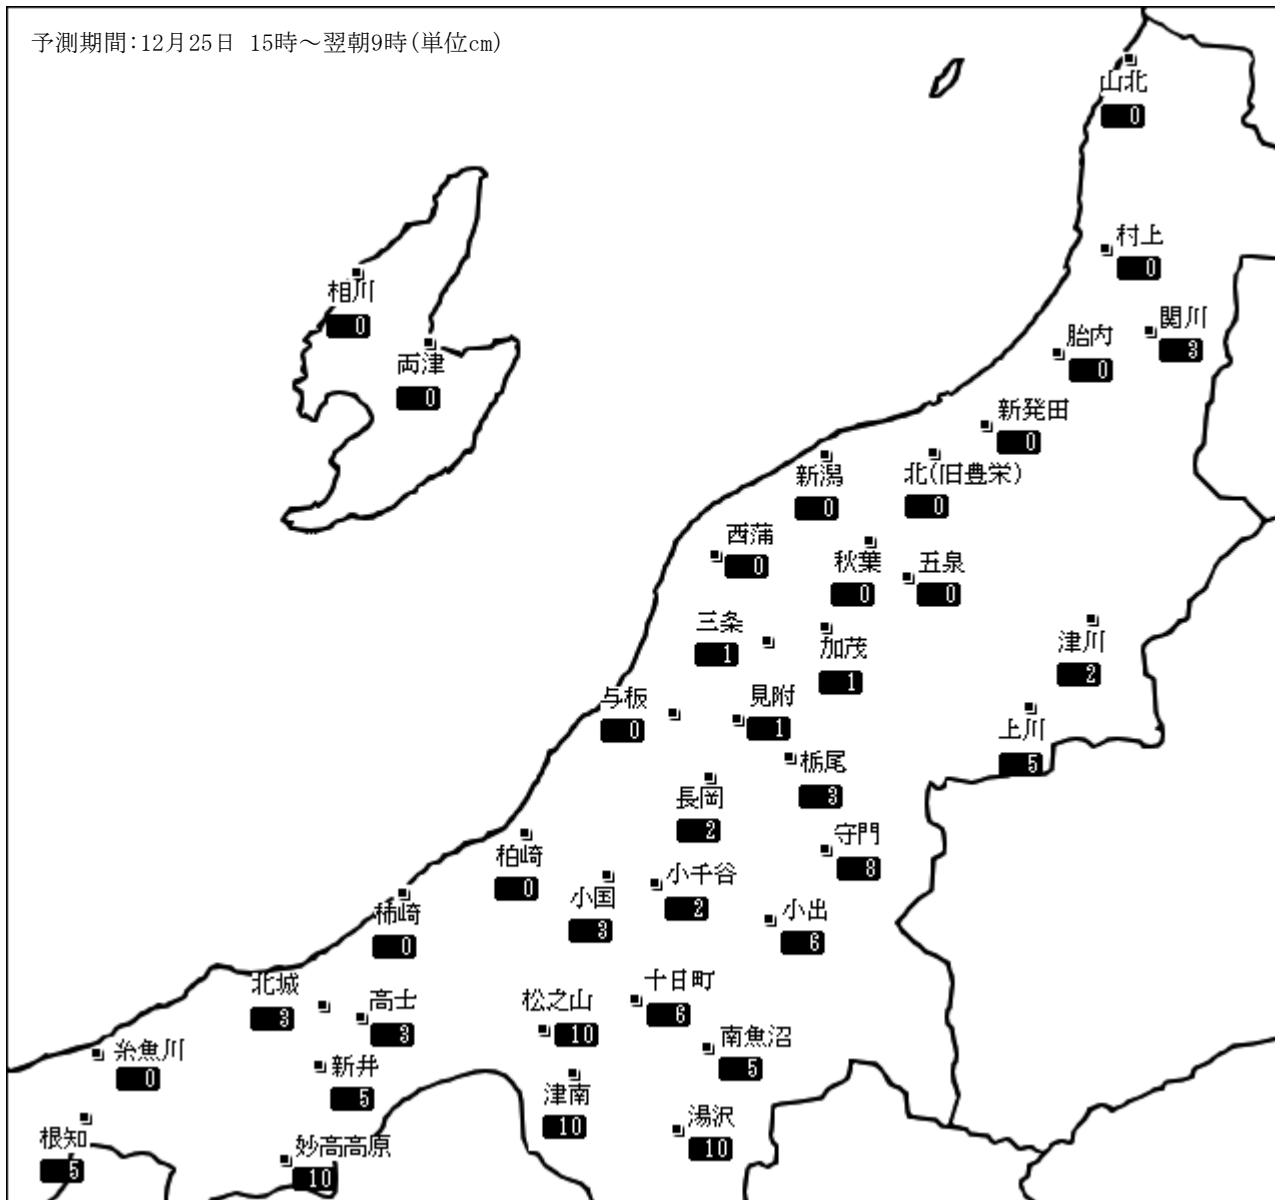 予測期間:12月25日 15時～翌朝9時(単位cm)
山北
0
村上
0
相川
0
関川
3
胎内
0
両津
0
新発田
0
新潟
0
北(旧豊栄)
0
西蒲
0
秋葉
0
五泉
0
三条
1
加茂
1
津川
2
与板
0
見附
1
上川
5
栃尾
3
長岡
2
守門
8
柏崎
0
小国
3
小千谷
2
小出
6
柿崎
0
北城
3
高士
3
松之山
10
十日町
6
南魚沼
5
糸魚川
0
新井
5
津南
10
湯沢
10
根知
5
妙高高原
10